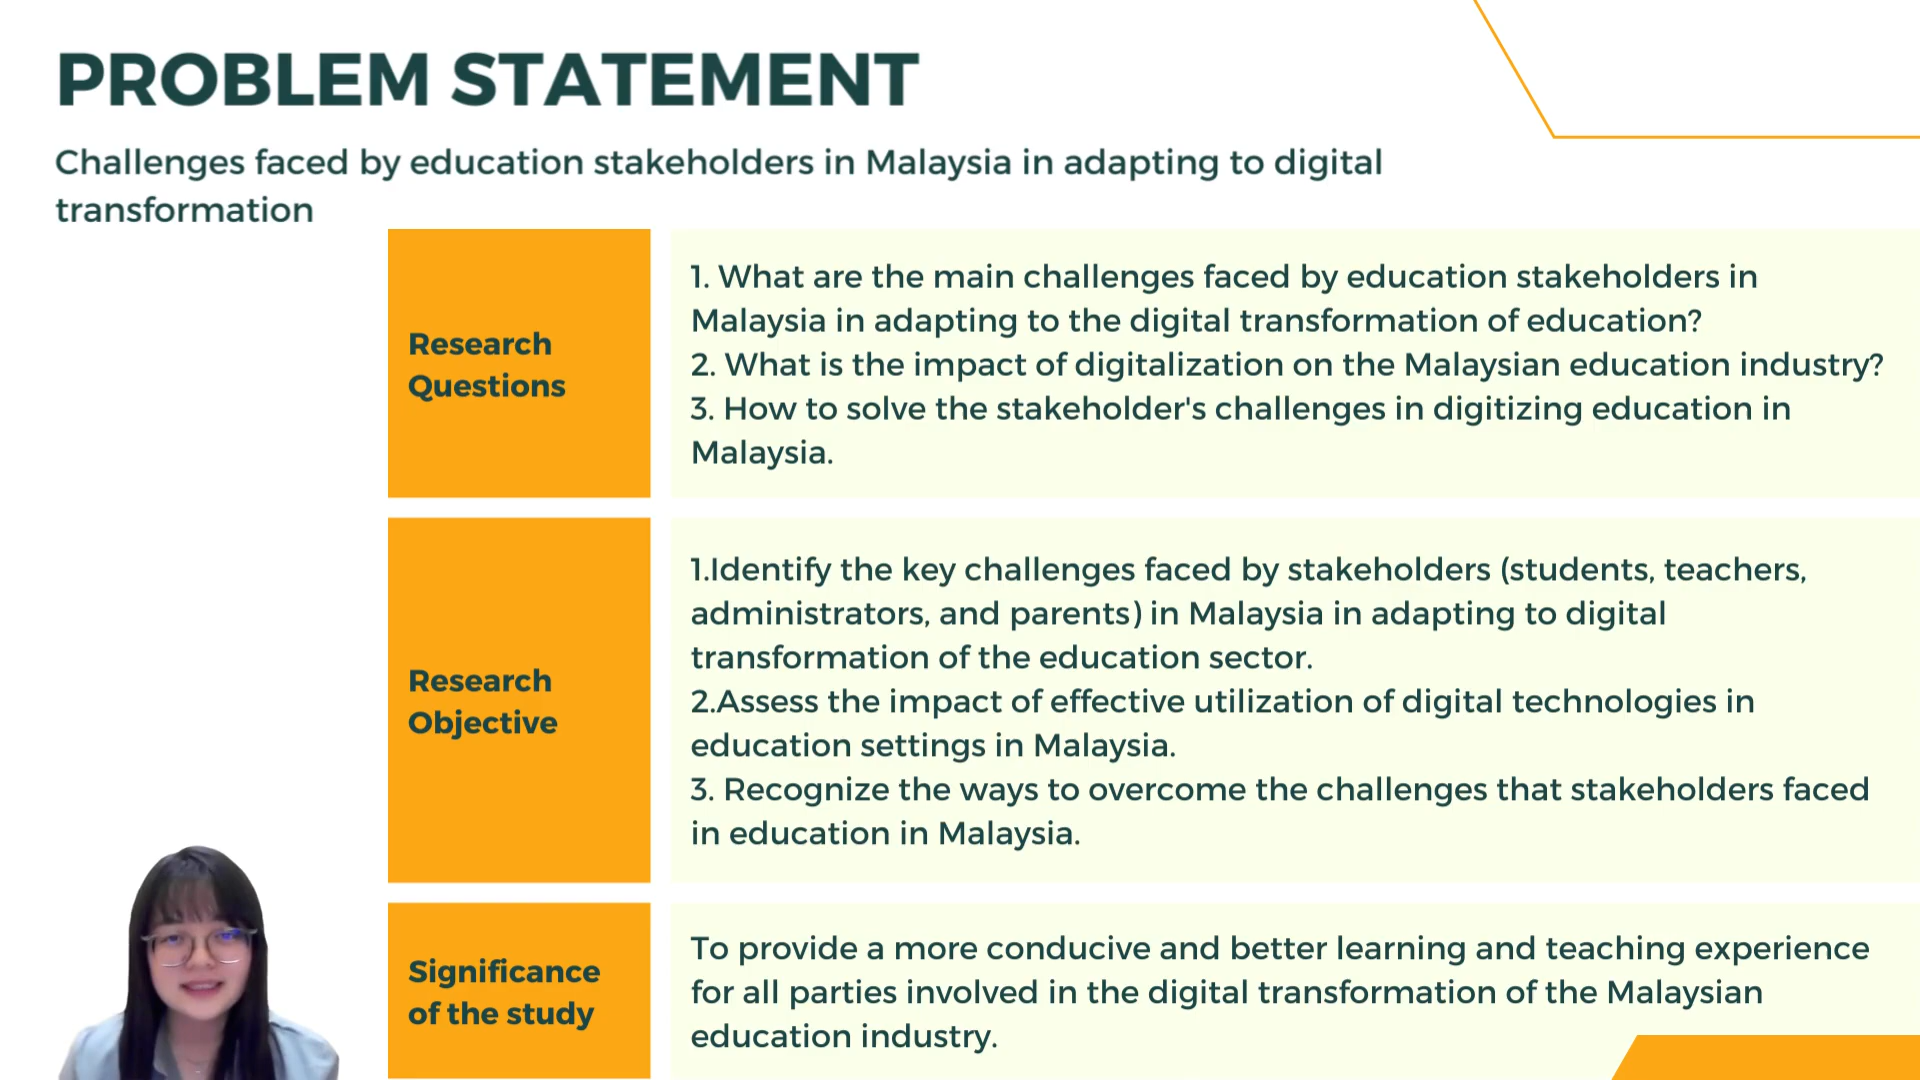 PROBLEM STATEMENT
Challenges faced by education stakeholders in Malaysia in adapting to digital
transformation
Research
Questions
1. What are the main challenges faced by education stakeholders in
Malaysia in adapting to the digital transformation of education?
2. What is the impact of digitalization on the Malaysian education industry?
3. How to solve the stakeholder's challenges in digitizing education in
Malaysia.
Research
Objective
1.Identify the key challenges faced by stakeholders (students, teachers,
administrators, and parents) in Malaysia in adapting to digital
transformation of the education sector.
2.Assess the impact of effective utilization of digital technologies in
education settings in Malaysia.
3. Recognize the ways to overcome the challenges that stakeholders faced
in education in Malaysia.
Significance
of the study
To provide a more conducive and better learning and teaching experience
for all parties involved in the digital transformation of the Malaysian
education industry.